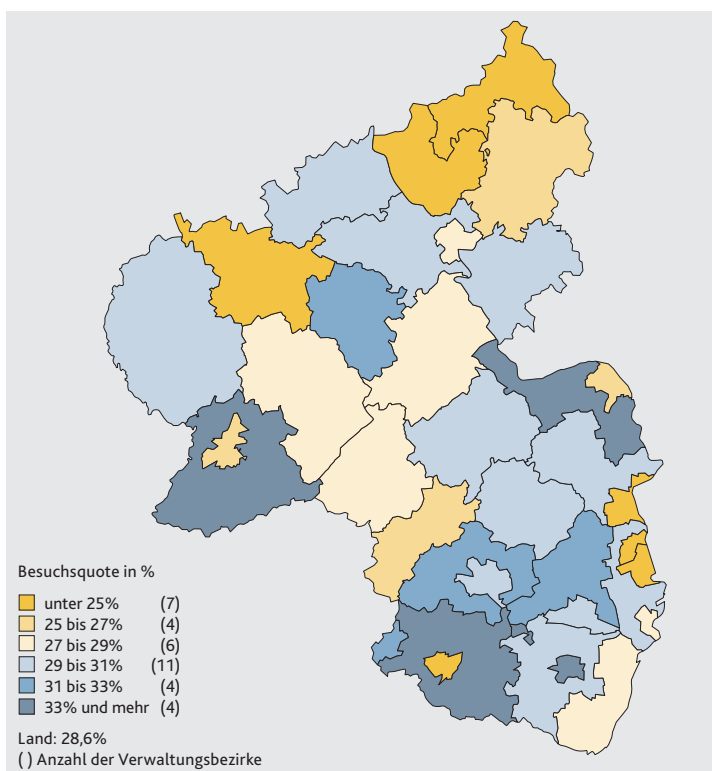 Besuchsquote in %
unter 25% (7)
25 bis 27% (4)
27 bis 29% (6)
29 bis 31% (11)
31 bis 33% (4)
33% und mehr (4)
Land: 28,6%
( ) Anzahl der Verwaltungsbezirke